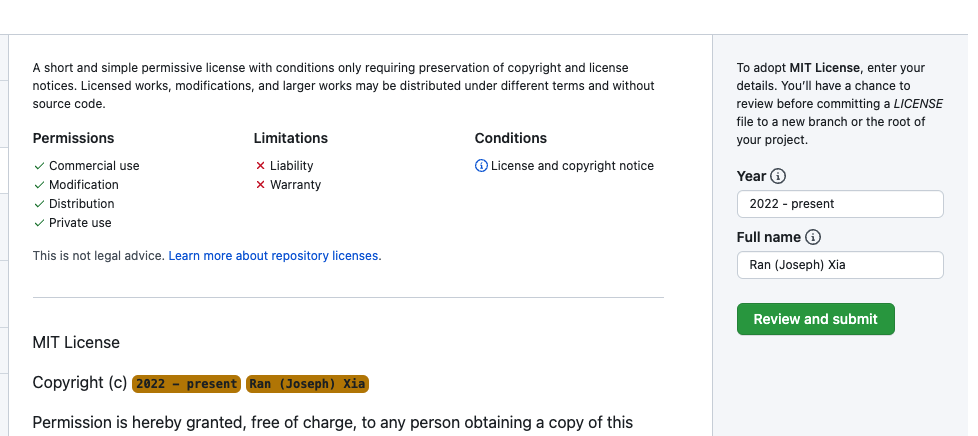 A short and simple permissive license with conditions only requiring preservation of copyright and license
notices. Licensed works, modifications, and larger works may be distributed under different terms and without
source code.
Permissions
Commercial use
Modification
Distribution
Private use
Limitations
Liability
Warranty
Conditions
License and copyright notice
This is not legal advice. Learn more about repository licenses.
MIT License
Copyright (c) 2022 - present Ran (Joseph) Xia
Permission is hereby granted, free of charge, to any person obtaining a copy of this
To adopt MIT License, enter your
details. You’ll have a chance to
review before committing a LICENSE
file to a new branch or the root of
your project.
Year
2022 - present
Full name
Ran (Joseph) Xia
Review and submit